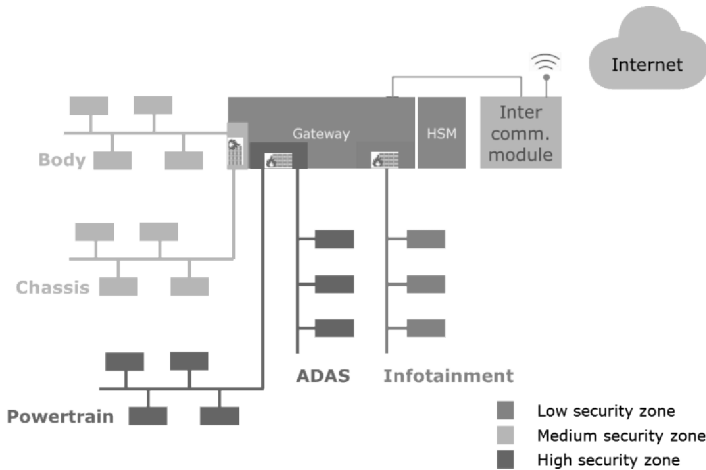 Internet
Inter
comm.
module
Gateway
HSM
Body
Chassis
ADAS
Infotainment
Powertrain
Low security zone
Medium security zone
High security zone